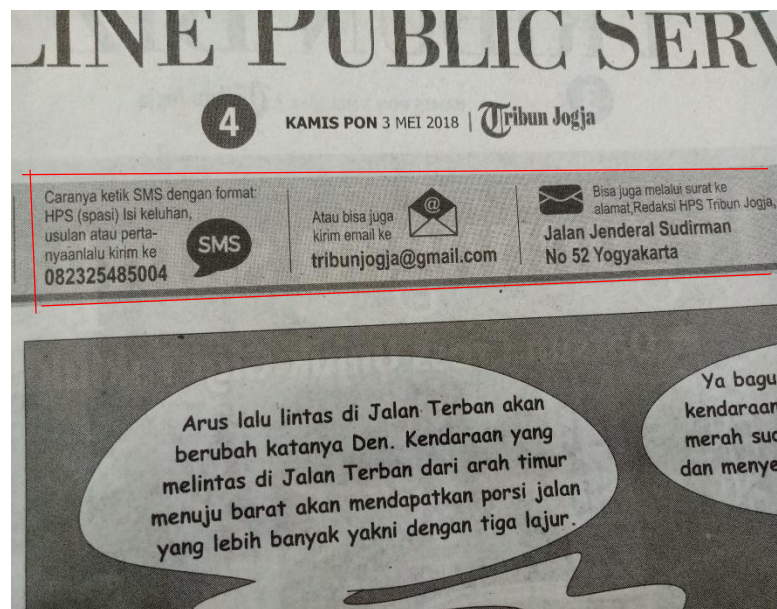 LINE PUBLIC SERV
4
KAMIS PON 3 MEI 2018 | Tribun Jogja
Caranya ketik SMS dengan format:
HPS (spasi) Isi keluhan,
usulan atau perta-
nyaanlalu kirim ke
082325485004
SMS
Atau bisa juga
kirim email ke
@
tribunjogja@gmail.com
Bisa juga melalui surat ke
alamat,Redaksi HPS Tribun Jogja,
Jalan Jenderal Sudirman
No 52 Yogyakarta
Arus lalu lintas di Jalan Terban akan
berubah katanya Den. Kendaraan yang
melintas di Jalan Terban dari arah timur
menuju barat akan mendapatkan porsi jalan
yang lebih banyak yakni dengan tiga lajur.
Ya bagu
kendaraan
merah suc
dan menye